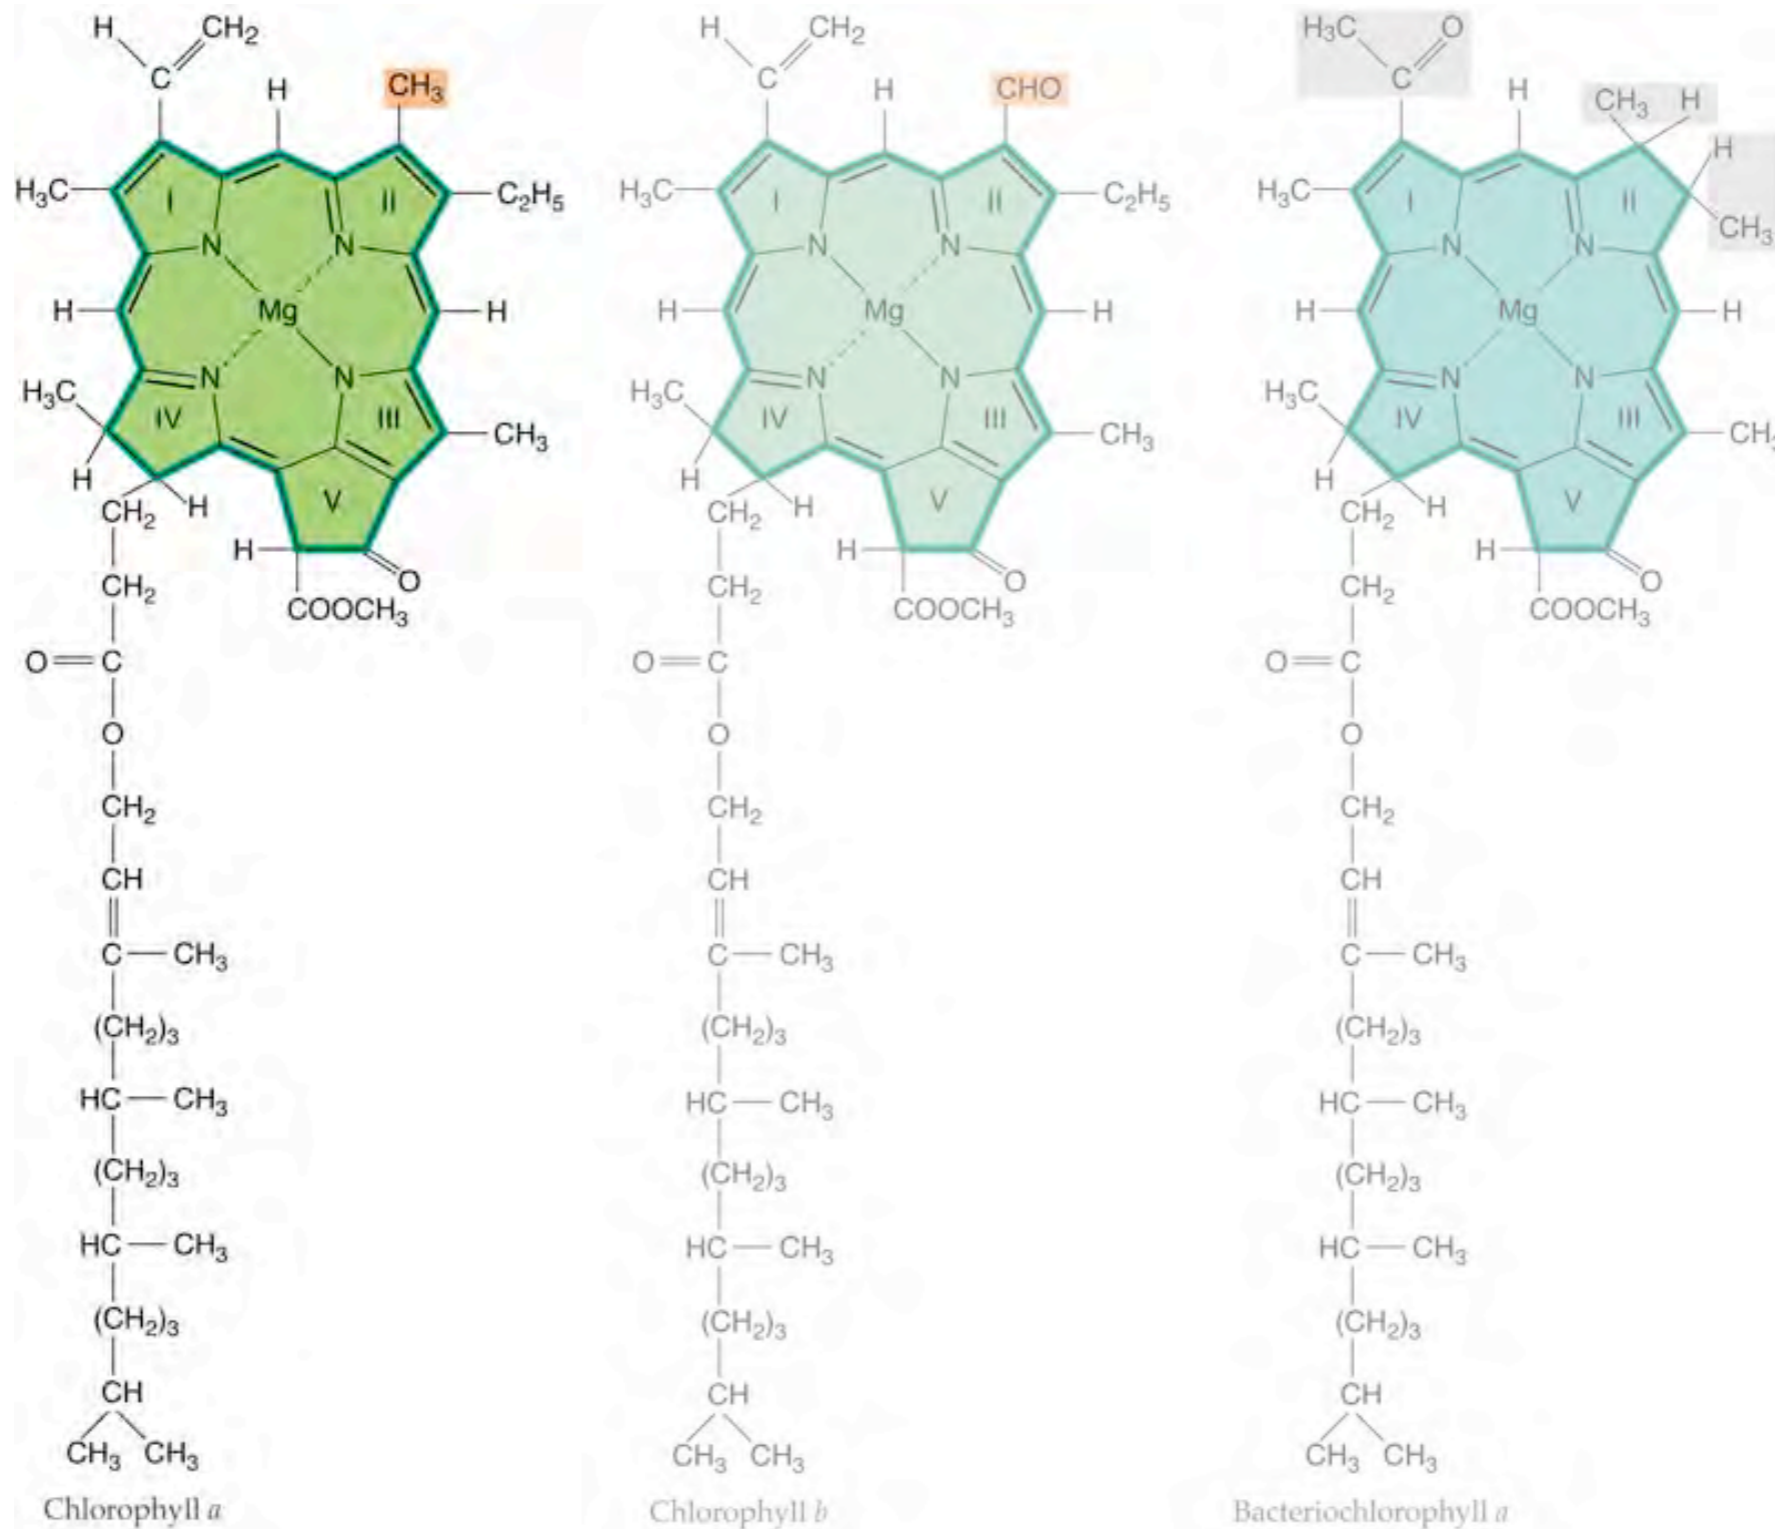 H CH₂ C H CH₃
H₃C I II C₂H₅
N N
H Mg H
N N
H₃C IV III CH₃
H
CH₂ H V
H O
CH₂ COOCH₃
O C
O
CH₂
CH
C CH₃
(CH₂)₃
HC CH₃
(CH₂)₃
HC CH₃
(CH₂)₃
CH
CH₃ CH₃
Chlorophyll a
H CH₂ C H CHO
H₃C I II C₂H₅
N N
H Mg H
N N
H₃C IV III CH₃
H
CH₂ H V
H O
CH₂ COOCH₃
O C
O
CH₂
CH
C CH₃
(CH₂)₃
HC CH₃
(CH₂)₃
HC CH₃
(CH₂)₃
CH
CH₃ CH₃
Chlorophyll b
H₃C O C H CH₃ H
H
H₃C I II CH₃
N N
H Mg H
N N
H₃C IV III CH₃
H
CH₂ H V
H O
CH₂ COOCH₃
O C
O
CH₂
CH
C CH₃
(CH₂)₃
HC CH₃
(CH₂)₃
HC CH₃
(CH₂)₃
CH
CH₃ CH₃
Bacteriochlorophyll a